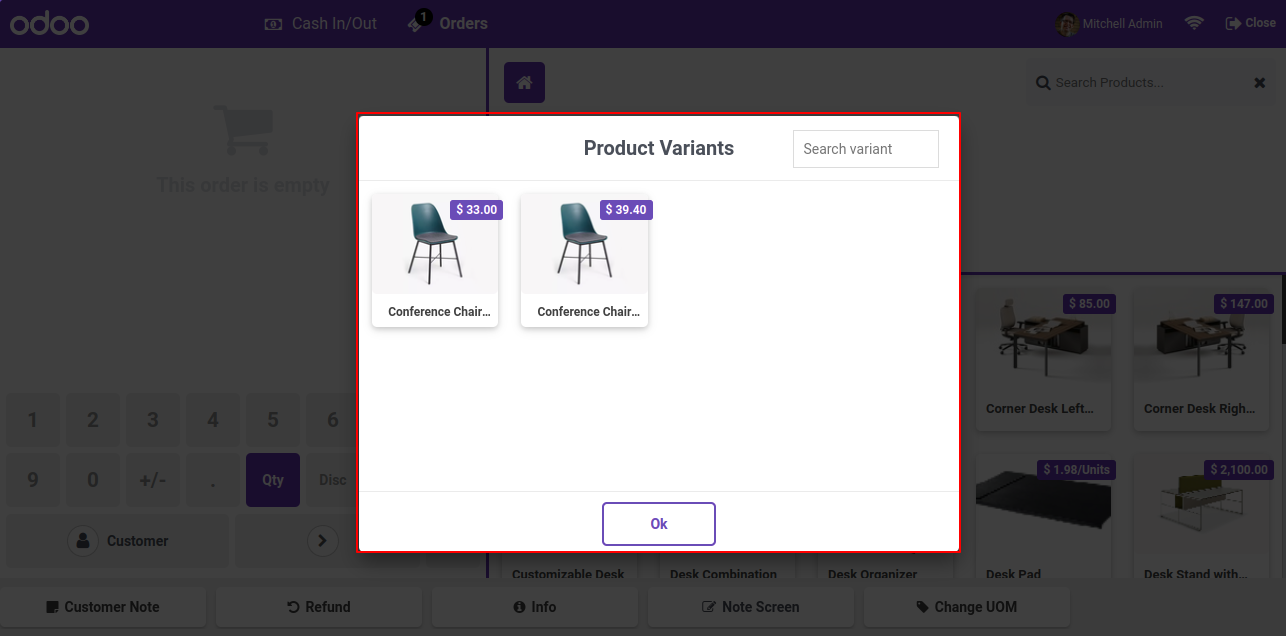 odoo
Cash In/Out
1
Orders
Mitchell Admin
Close
Search Products...
This order is empty
Product Variants
Search variant
$ 33.00
$ 39.40
Conference Chair...
Conference Chair...
$ 85.00
$ 147.00
Corner Desk Left...
Corner Desk Righ...
$ 1.98/Units
$ 2,100.00
1
2
3
4
5
6
9
0
+/-
.
Qty
Disc
Ok
Customer
Customizable Desk
Desk Combination
Desk Organizer
Desk Pad
Desk Stand with...
Customer Note
Refund
Info
Note Screen
Change UOM